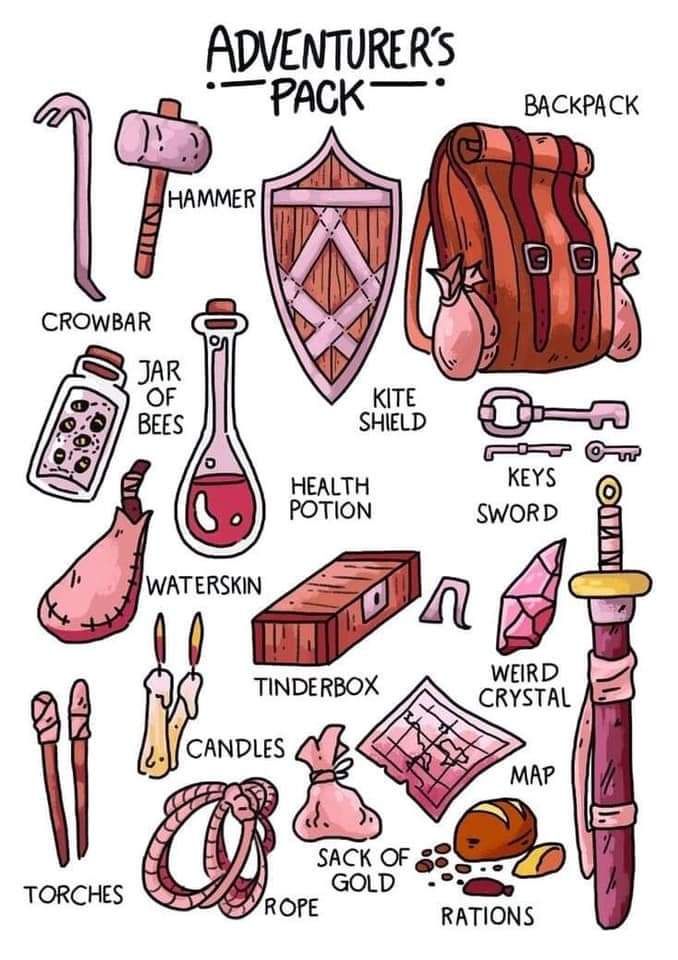 ADVENTURER'S
PACK
BACKPACK
HAMMER
CROWBAR
JAR
OF
BEES
KITE
SHIELD
KEYS
HEALTH
POTION
SWORD
WATERSKIN
TINDERBOX
WEIRD
CRYSTAL
CANDLES
MAP
SACK OF
GOLD
TORCHES
ROPE
RATIONS